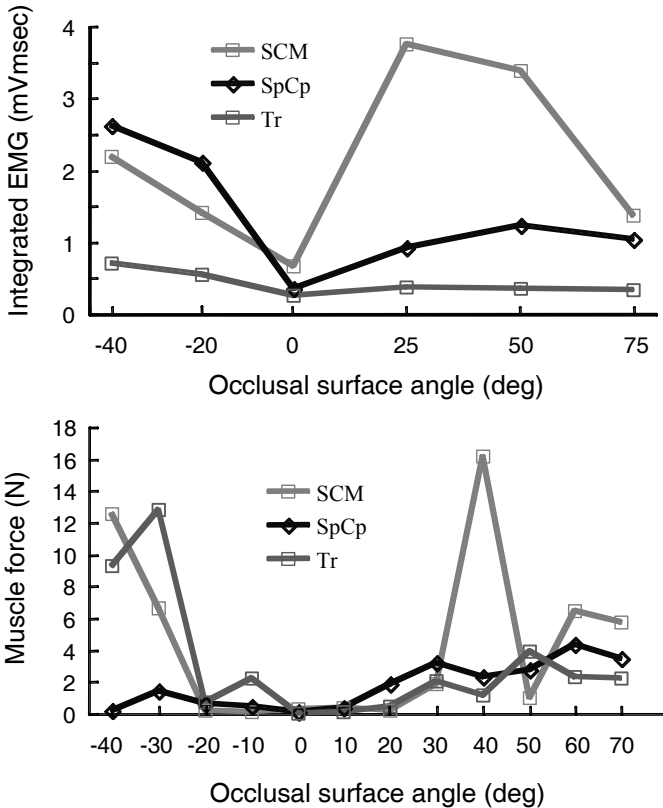 Integrated EMG (mVmsec)
4
3
2
1
0
SCM
SpCp
Tr
-40 -20 0 25 50 75
Occlusal surface angle (deg)
Muscle force (N)
18
16
14
12
10
8
6
4
2
0
SCM
SpCp
Tr
-40 -30 -20 -10 0 10 20 30 40 50 60 70
Occlusal surface angle (deg)